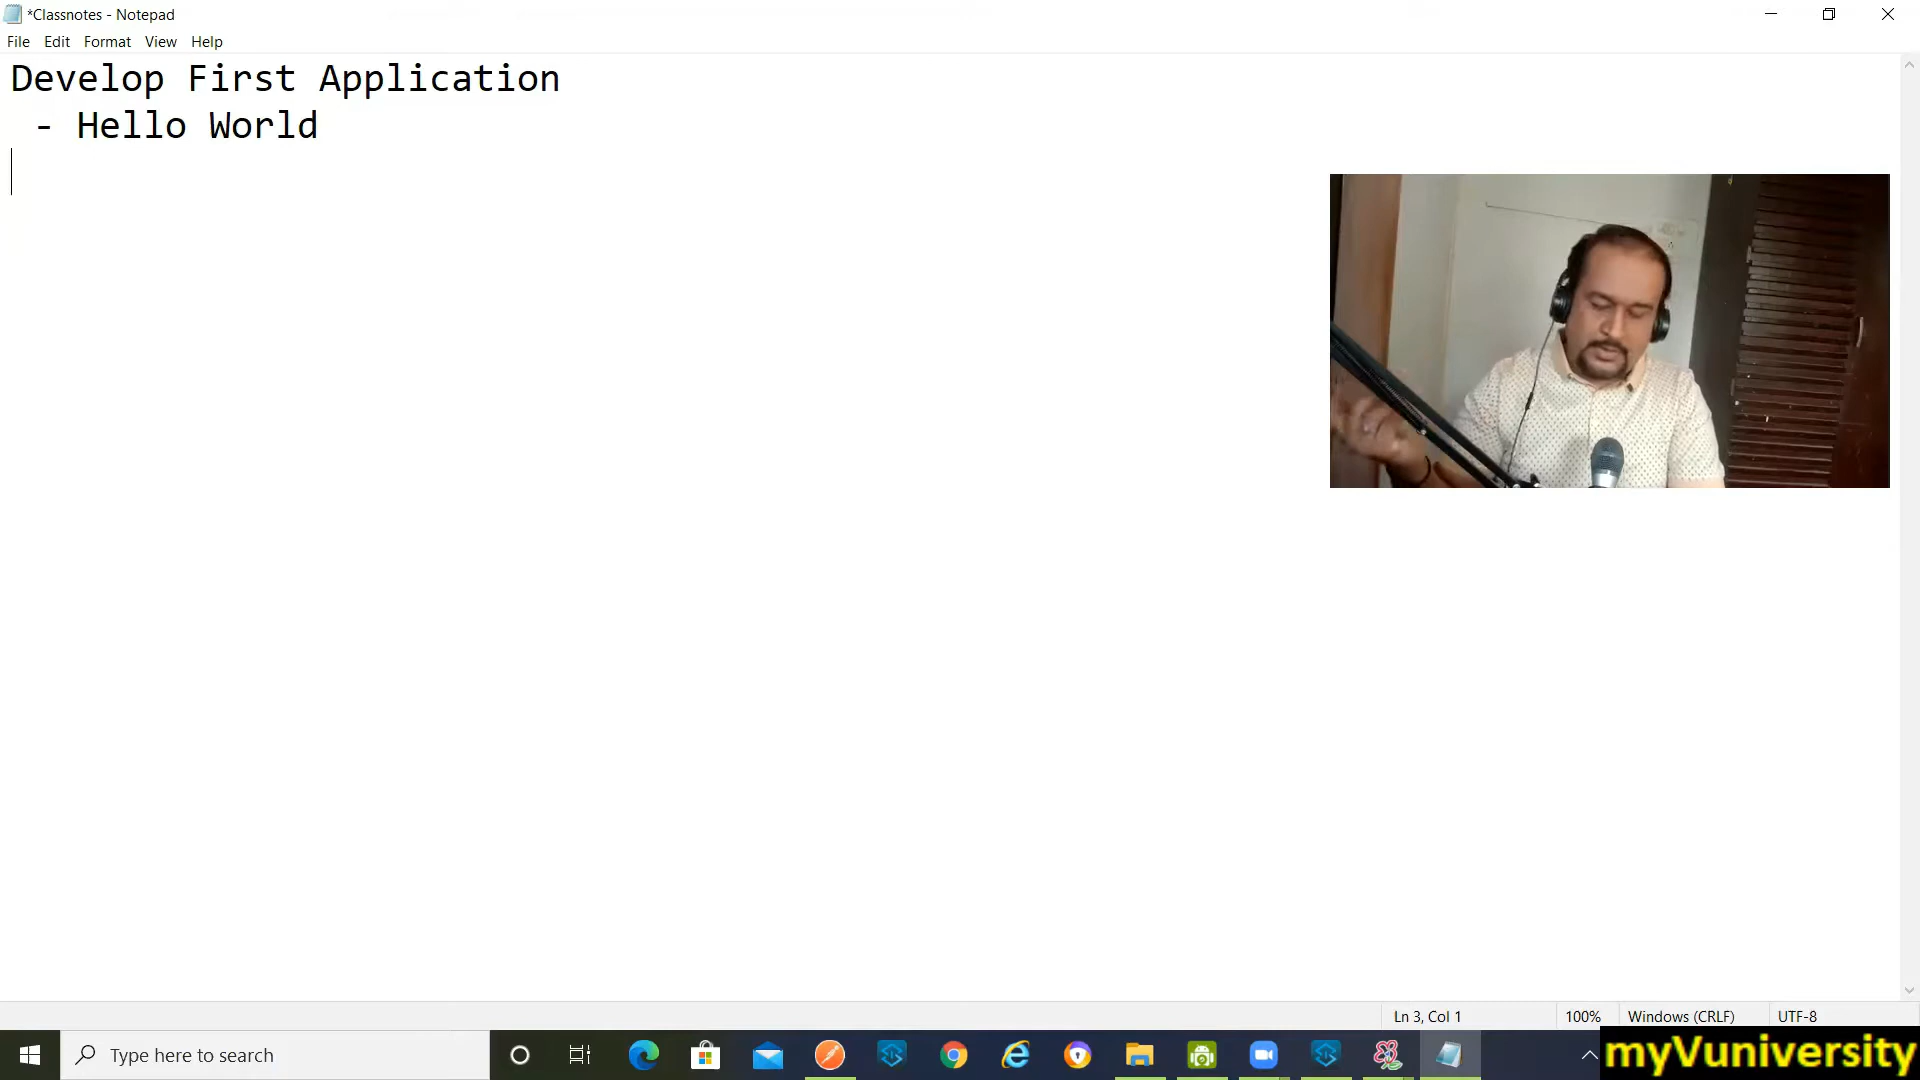 *Classnotes - Notepad
File Edit Format View Help
Develop First Application
- Hello World
Ln 3, Col 1 100% Windows (CRLF) UTF-8
Type here to search
myVuniversity